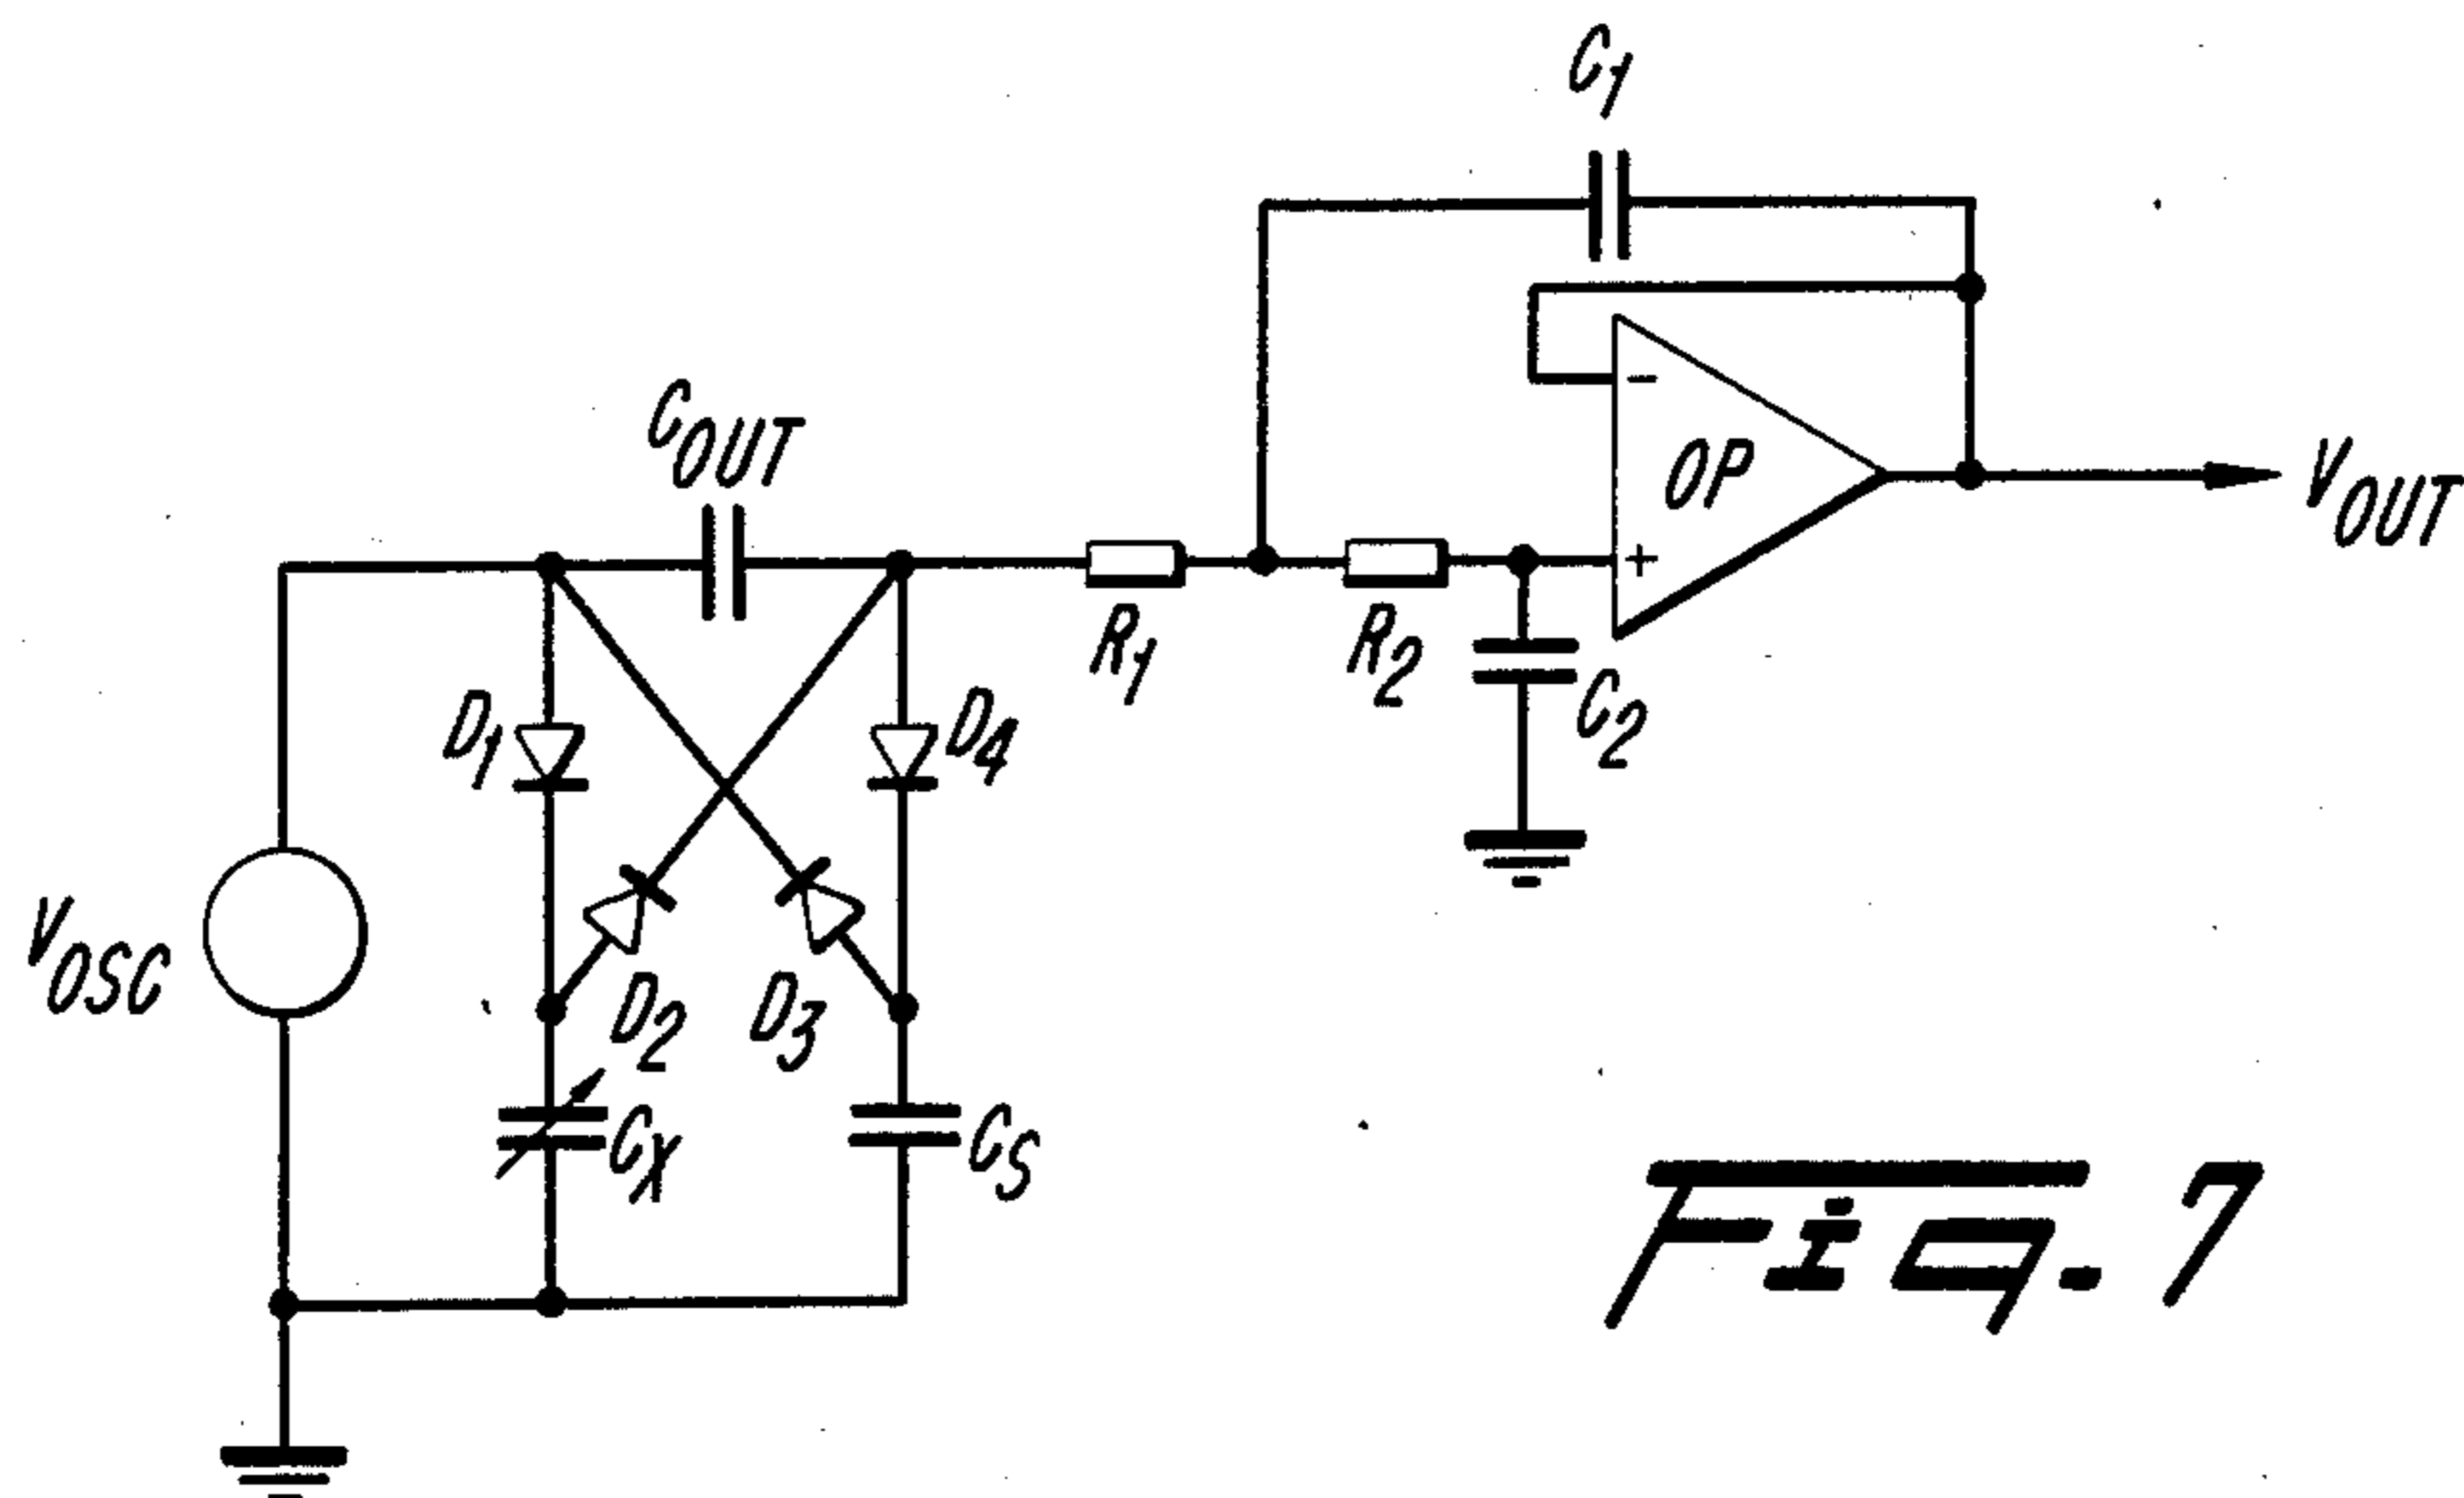 C1
COUT
-
OP
VOUT
+
R1
R2
D1
D4
C2
VOSC
D2
D3
CX
CS
Fig. 7